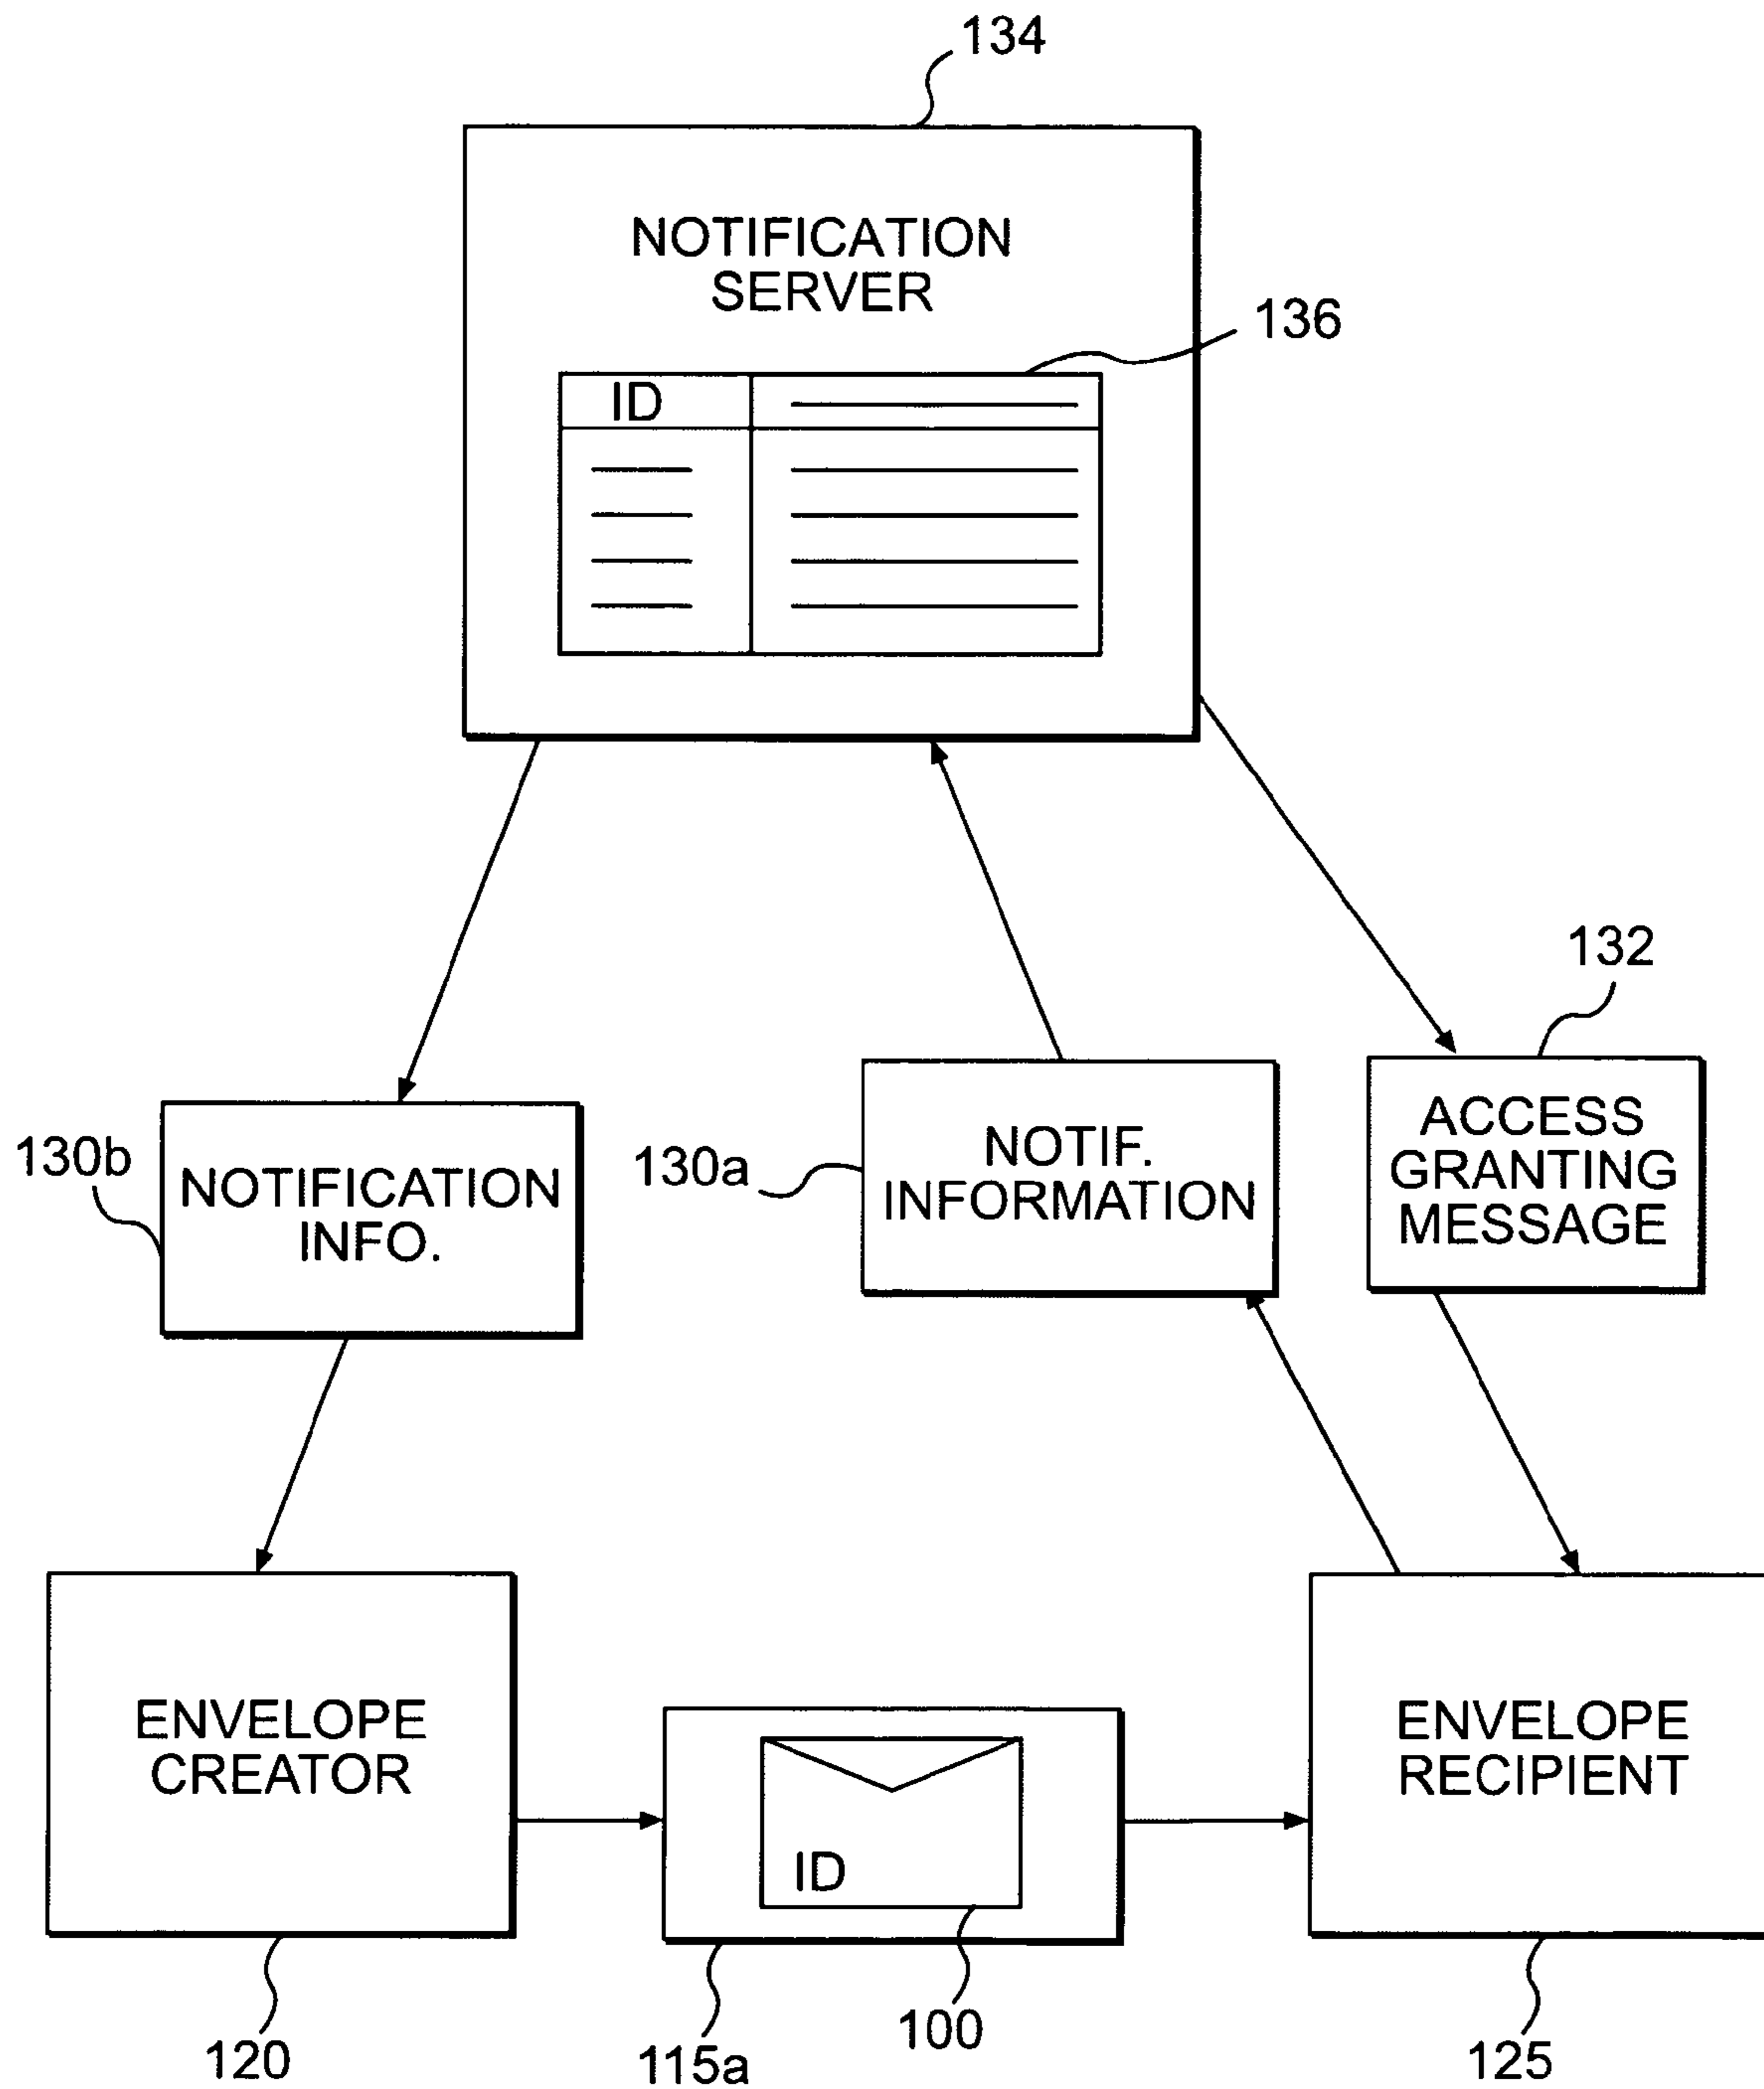 134
NOTIFICATION
SERVER
136
ID
132
130b
NOTIFICATION
INFO.
130a
NOTIF.
INFORMATION
ACCESS
GRANTING
MESSAGE
ENVELOPE
CREATOR
ID
ENVELOPE
RECIPIENT
120
115a
100
125